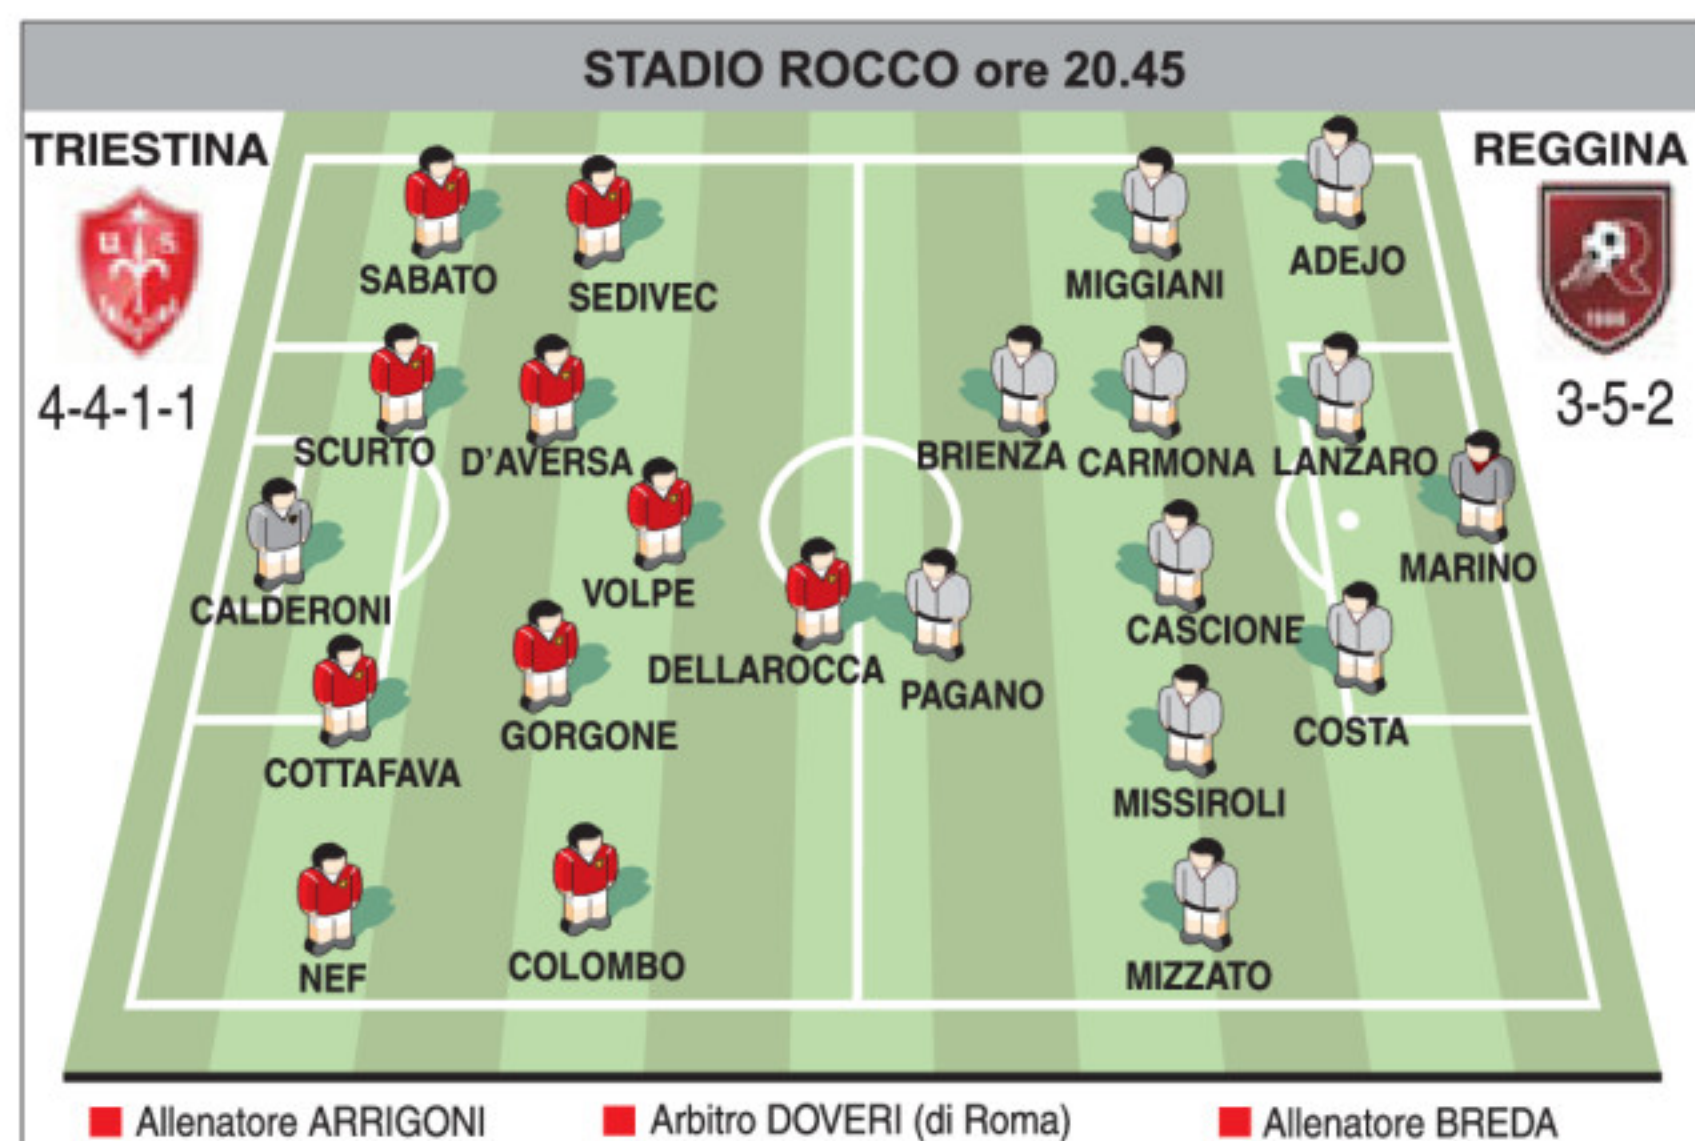 STADIO ROCCO ore 20.45
TRIESTINA
REGGINA
U S
1986
4-4-1-1
3-5-2
SABATO
SEDIVEC
MIGGIANI
ADEJO
SCURTO
D'AVERSA
BRIENZA
CARMONA
LANZARO
CALDERONI
VOLPE
MARINO
CASCIONE
DELLAROCCA
PAGANO
GORGONE
COSTA
COTTAFAVA
MISSIROLI
NEF
COLOMBO
MIZZATO
Allenatore ARRIGONI
Arbitro DOVERI (di Roma)
Allenatore BREDA